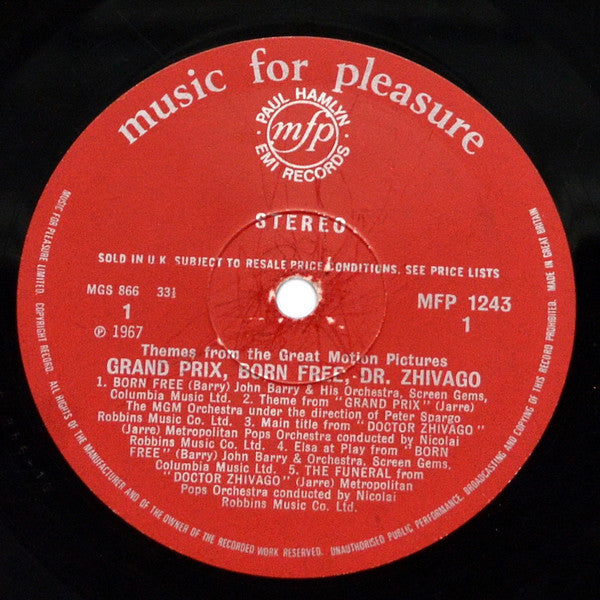 music for pleasure
PAUL HAMLYN
mfp
EMI RECORDS
STEREO
SOLD IN U.K. SUBJECT TO RESALE PRICE CONDITIONS, SEE PRICE LISTS
MGS 866 33⅓
MFP 1243
1
1
℗ 1967
Themes from the Great Motion Pictures
GRAND PRIX, BORN FREE, DR. ZHIVAGO
1. BORN FREE (Barry) John Barry & His Orchestra, Screen Gems,
Columbia Music Ltd. 2. Theme from "GRAND PRIX" (Jarre)
The MGM Orchestra under the direction of Peter Spargo
Robbins Music Co. Ltd. 3. Main title from "DOCTOR ZHIVAGO"
(Jarre) Metropolitan Pops Orchestra conducted by Nicolai
Robbins Music Co. Ltd. 4. Elsa at Play from "BORN
FREE" (Barry) John Barry & Orchestra, Screen Gems,
Columbia Music Ltd. 5. THE FUNERAL from
"DOCTOR ZHIVAGO" (Jarre) Metropolitan
Pops Orchestra conducted by Nicolai
Robbins Music Co. Ltd.
MUSIC FOR PLEASURE LIMITED. COPYRIGHT RECORD. ALL RIGHTS OF THE MANUFACTURER AND OF THE OWNER OF THE RECORDED WORK RESERVED. UNAUTHORISED PUBLIC PERFORMANCE, BROADCASTING AND COPYING OF THIS RECORD PROHIBITED. MADE IN GREAT BRITAIN